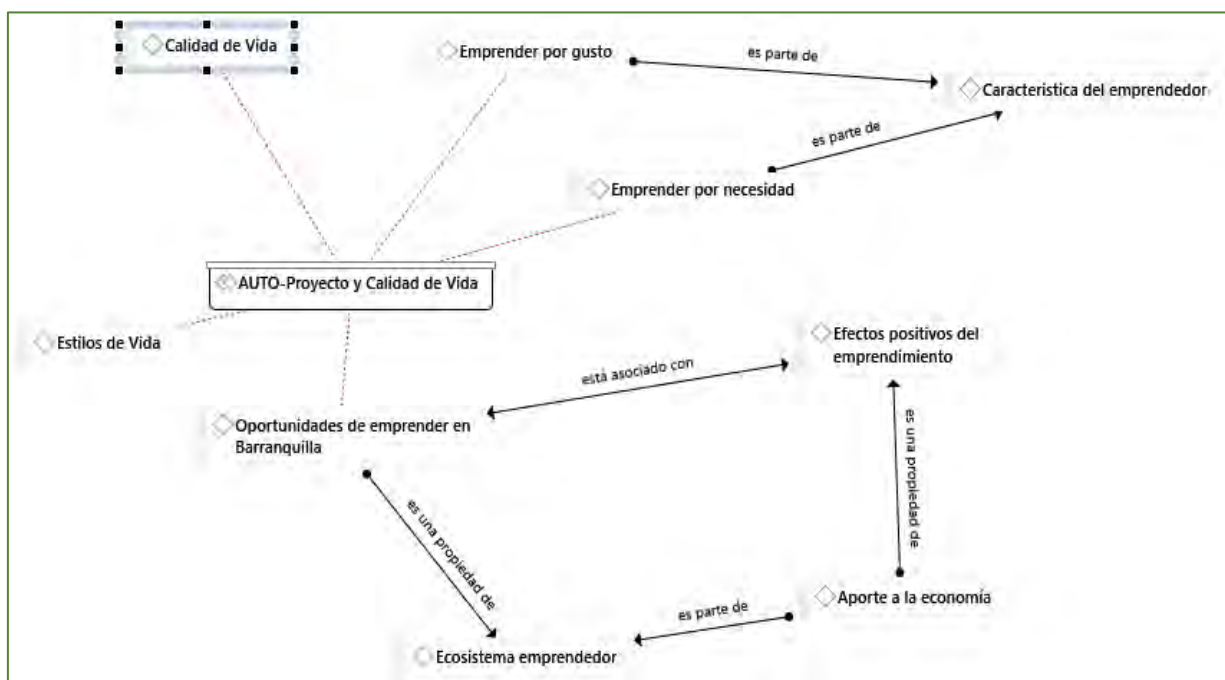 Calidad de Vida
Emprender por gusto
es parte de
Caracteristica del emprendedor
es parte de
Emprender por necesidad
AUTO-Proyecto y Calidad de Vida
Estilos de Vida
Efectos positivos del
emprendimiento
está asociado con
Oportunidades de emprender en
Barranquilla
es una propiedad de
es una propiedad de
Aporte a la economía
es parte de
Ecosistema emprendedor